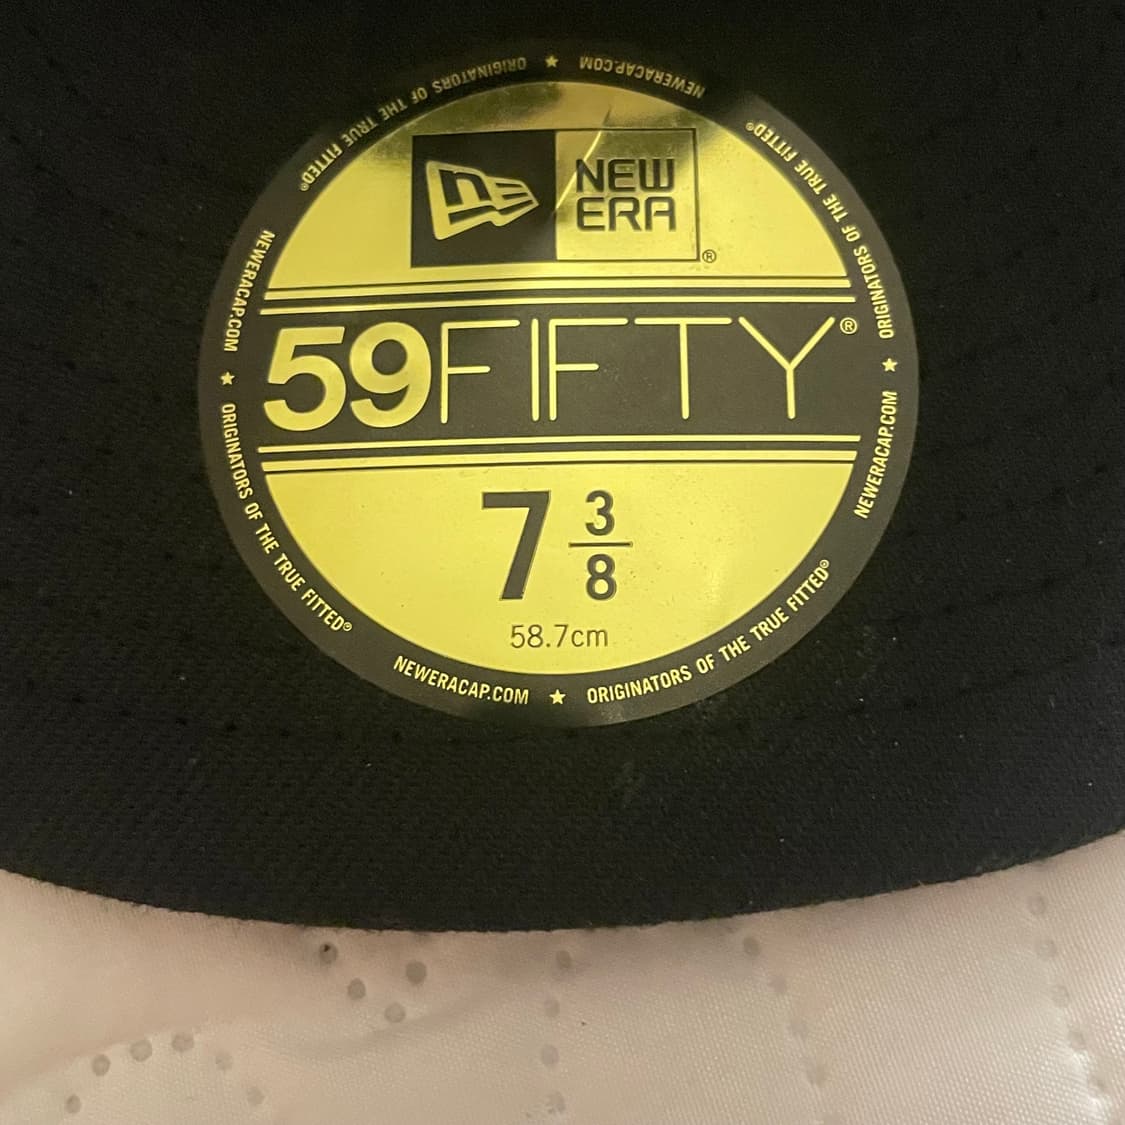 NEW
ERA®
59FIFTY®
7 3/8
58.7cm
NEWERACAP.COM ★ ORIGINATORS OF THE TRUE FITTED®
NEWERACAP.COM ★ ORIGINATORS OF THE TRUE FITTED®
NEWERACAP.COM ★ ORIGINATORS OF THE TRUE FITTED®
NEWERACAP.COM ★ ORIGINATORS OF THE TRUE FITTED®